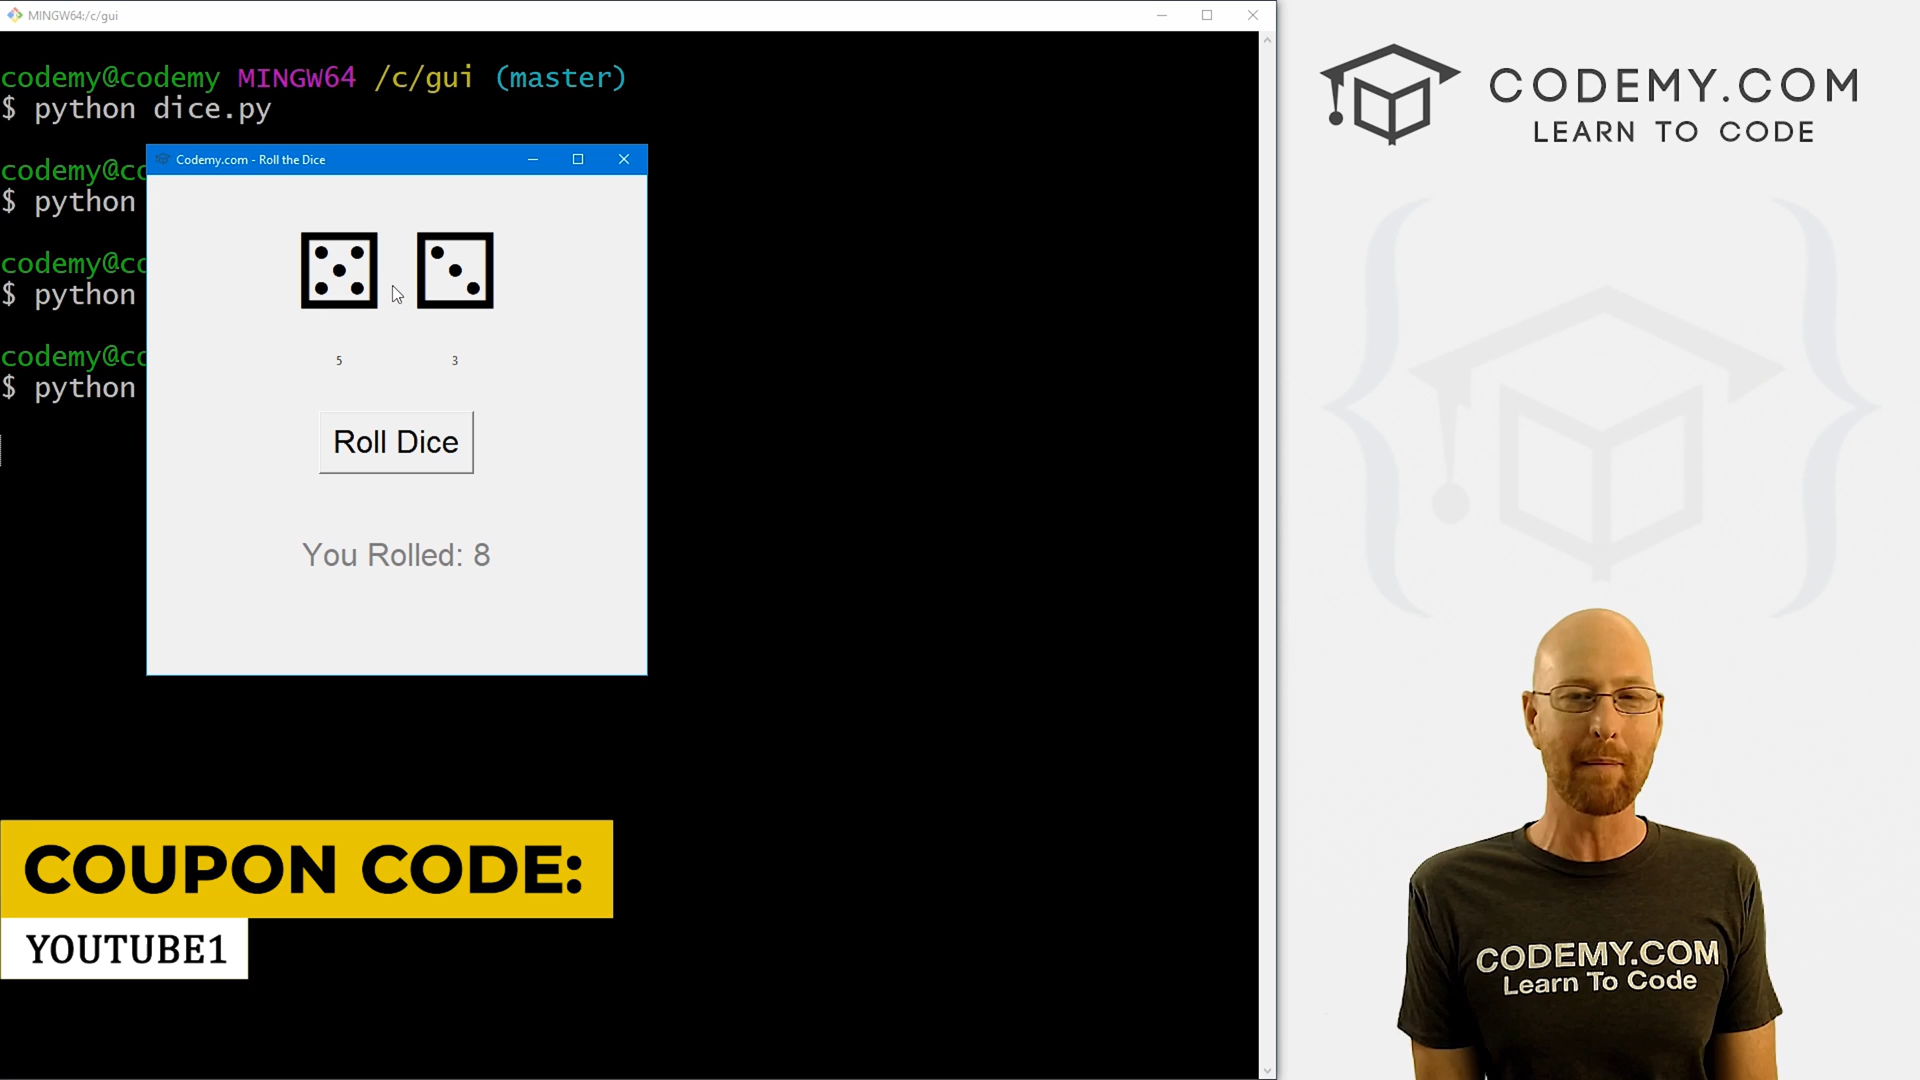 MINGW64:/c/gui
codemy@codemy MINGW64 /c/gui (master)
$ python dice.py
codemy@cc
$ python
codemy@cc
$ python
codemy@cc
$ python
Codemy.com - Roll the Dice
5 3
Roll Dice
You Rolled: 8
COUPON CODE:
YOUTUBE1
CODEMY.COM
LEARN TO CODE
CODEMY.COM
Learn To Code